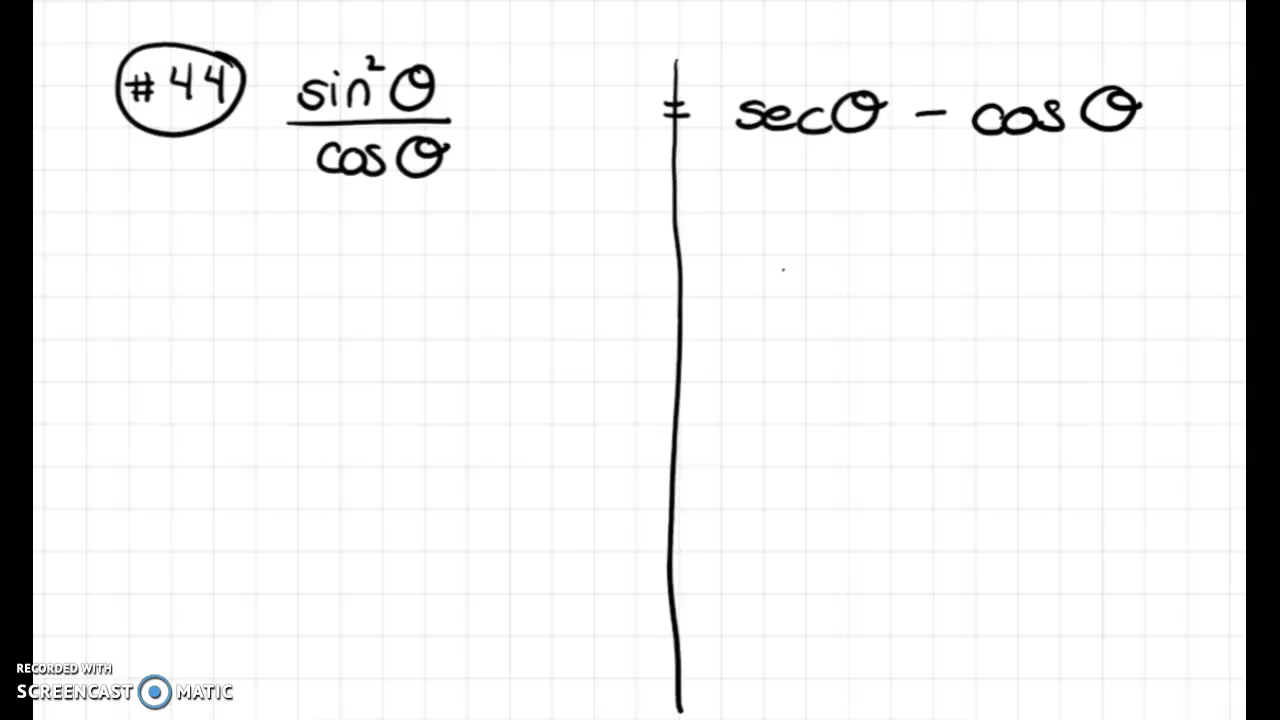 #44 sin²θ / cosθ = secθ - cosθ
RECORDED WITH
SCREENCAST MATIC